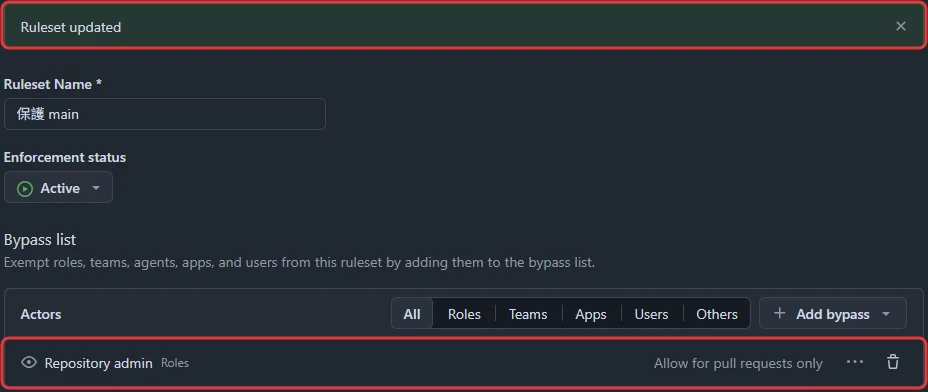 Ruleset updated
Ruleset Name *
保護 main
Enforcement status
Active
Bypass list
Exempt roles, teams, agents, apps, and users from this ruleset by adding them to the bypass list.
Actors All Roles Teams Apps Users Others Add bypass
Repository admin Roles Allow for pull requests only